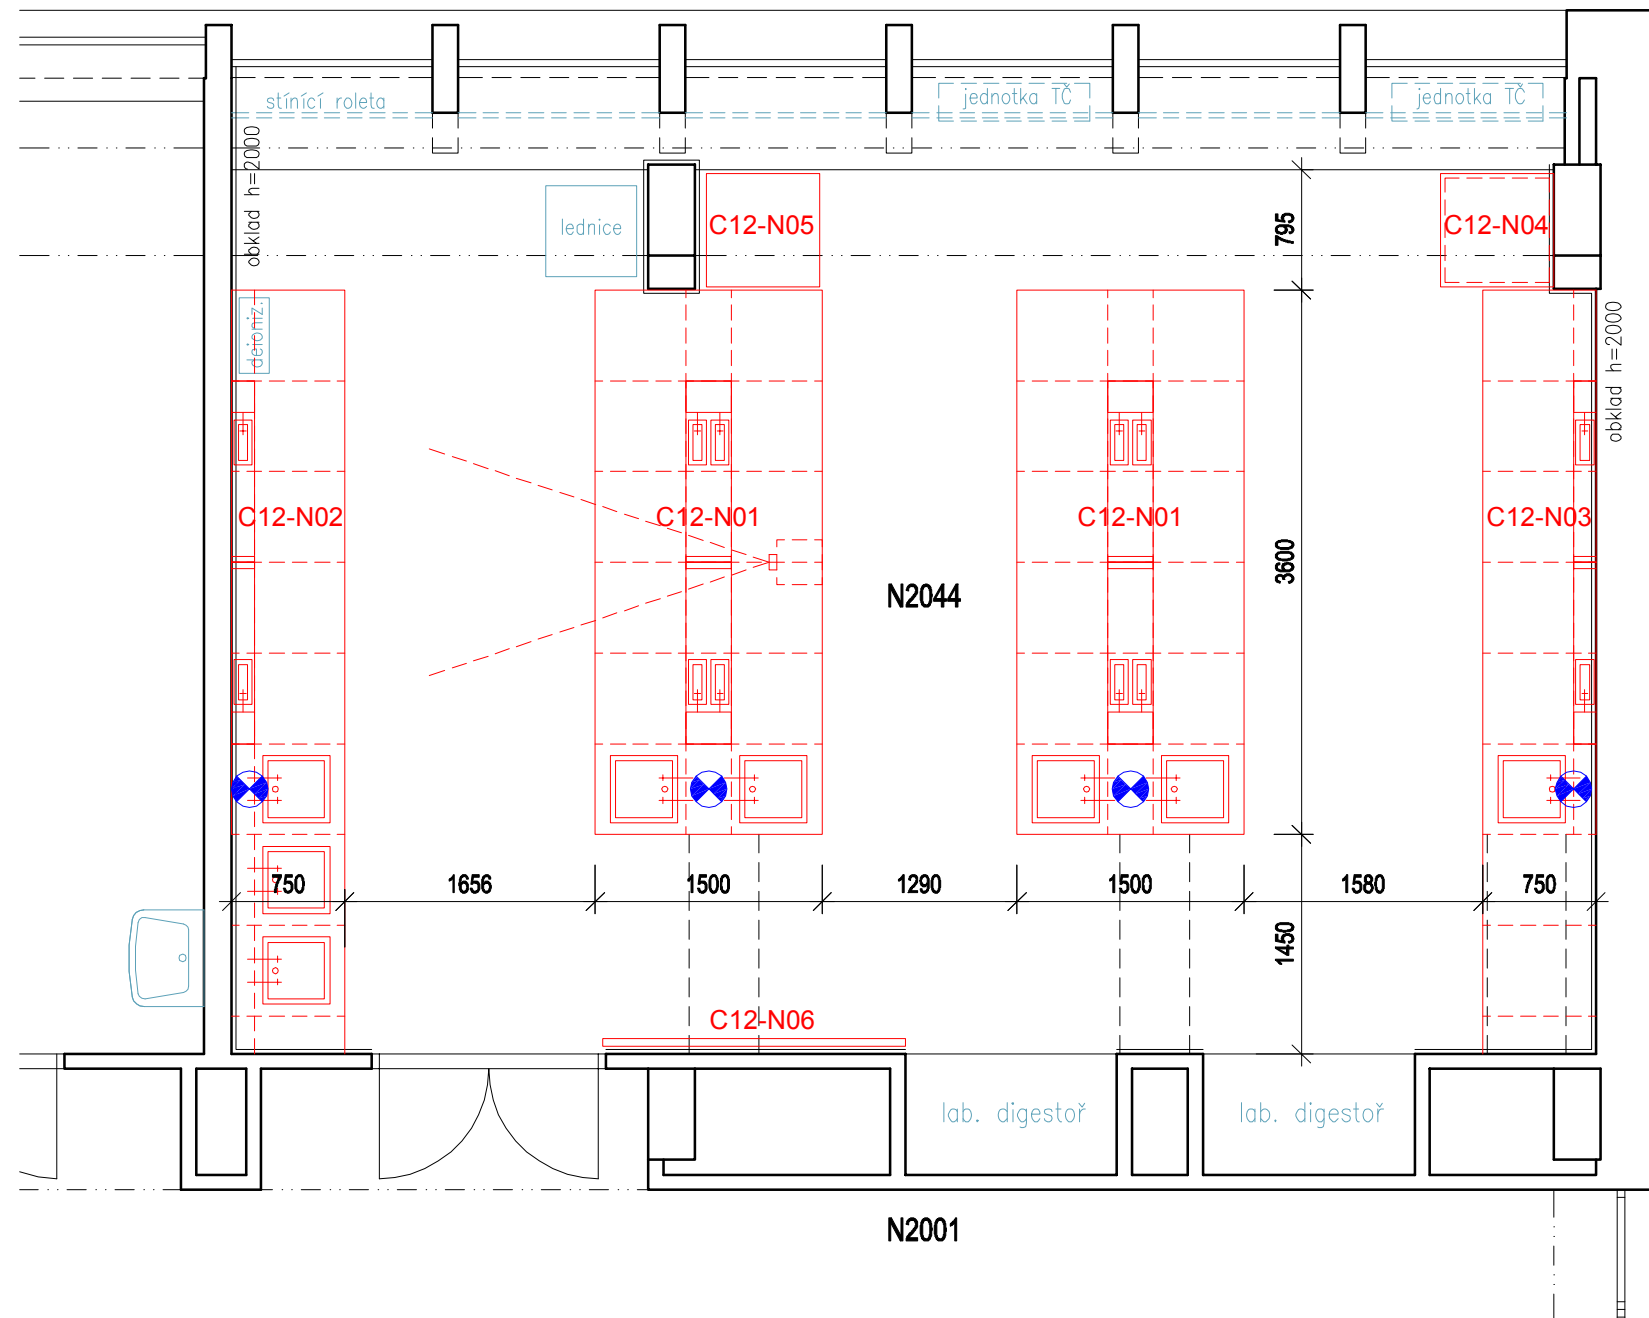 stínící roleta
jednotka TČ
jednotka TČ
obklad h=2000
lednice
C12-N05
795
C12-N04
deioniz.
obklad h=2000
C12-N02
C12-N01
C12-N01
C12-N03
3600
N2044
750
1656
1500
1290
1500
1580
750
1450
C12-N06
lab. digestoř
lab. digestoř
N2001